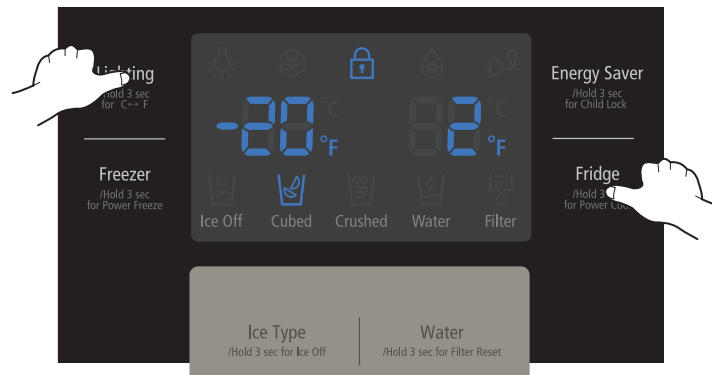 Lighting
/Hold 3 sec
for C↔ F
Freezer
/Hold 3 sec
for Power Freeze
-20 °C
°F
2 °C
°F
Ice Off Cubed Crushed Water Filter
Energy Saver
/Hold 3 sec
for Child Lock
Fridge
/Hold 3
for Power Cool
Ice Type
/Hold 3 sec for Ice Off
Water
/Hold 3 sec for Filter Reset